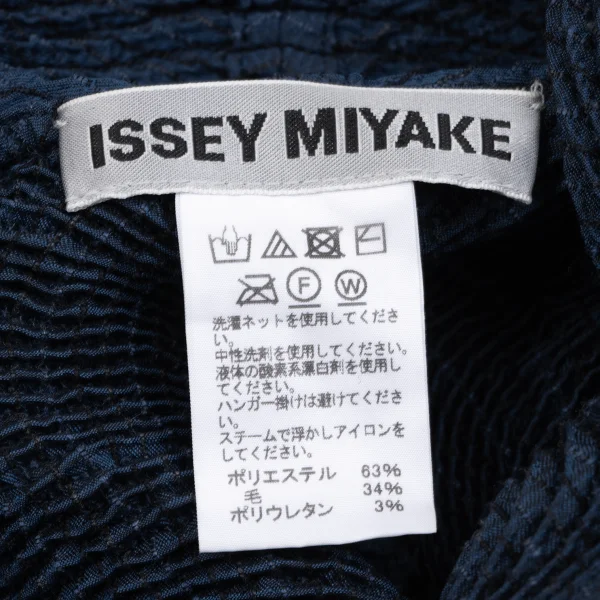 ISSEY MIYAKE
F W
洗濯ネットを使用してくださ
い。
中性洗剤を使用してください。
液体の酸素系漂白剤を使用し
てください。
ハンガー掛けは避けてくださ
い。
スチームで浮かしアイロンを
してください。
ポリエステル 63%
毛 34%
ポリウレタン 3%